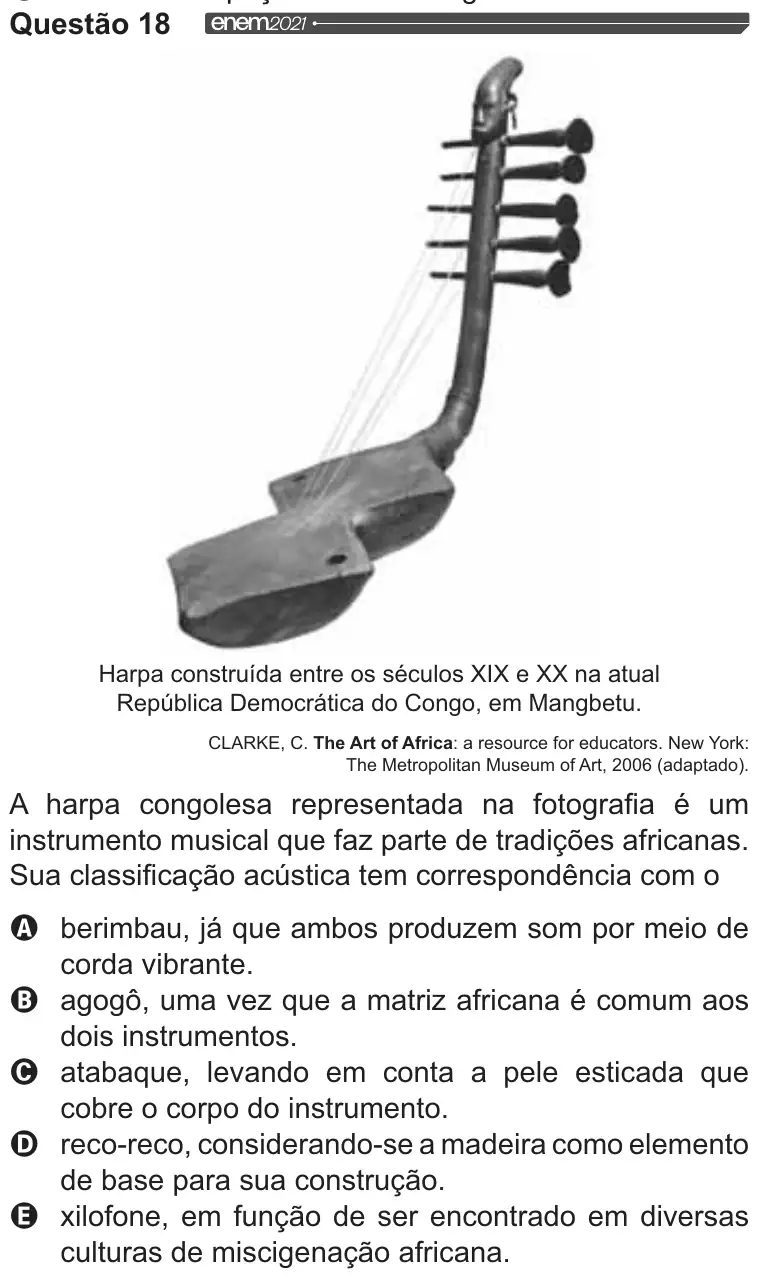 Questão 18 enem2021
Harpa construída entre os séculos XIX e XX na atual
República Democrática do Congo, em Mangbetu.
CLARKE, C. The Art of Africa: a resource for educators. New York:
The Metropolitan Museum of Art, 2006 (adaptado).
A harpa congolesa representada na fotografia é um
instrumento musical que faz parte de tradições africanas.
Sua classificação acústica tem correspondência com o
A berimbau, já que ambos produzem som por meio de
corda vibrante.
B agogô, uma vez que a matriz africana é comum aos
dois instrumentos.
C atabaque, levando em conta a pele esticada que
cobre o corpo do instrumento.
D reco-reco, considerando-se a madeira como elemento
de base para sua construção.
E xilofone, em função de ser encontrado em diversas
culturas de miscigenação africana.